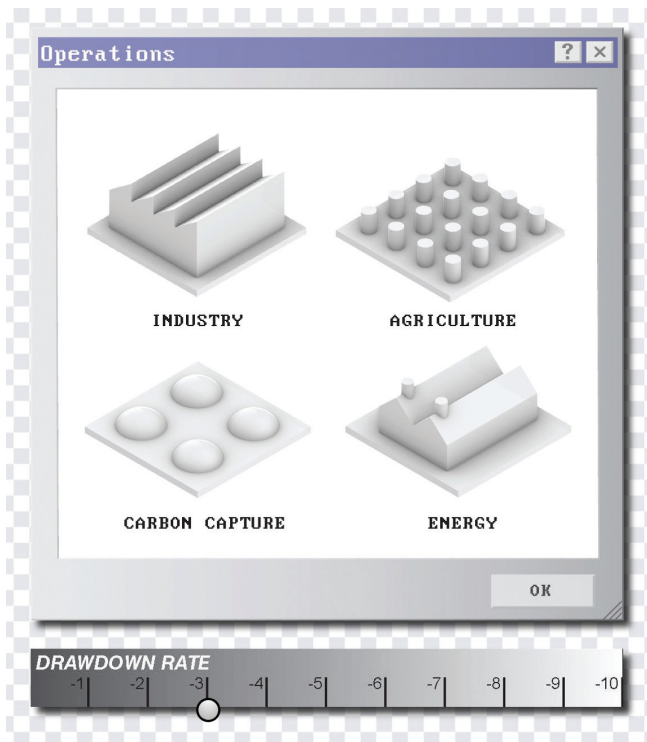 Operations
? ×
INDUSTRY
AGRICULTURE
CARBON CAPTURE
ENERGY
OK
DRAWDOWN RATE
-1 -2 -3 -4 -5 -6 -7 -8 -9 -10